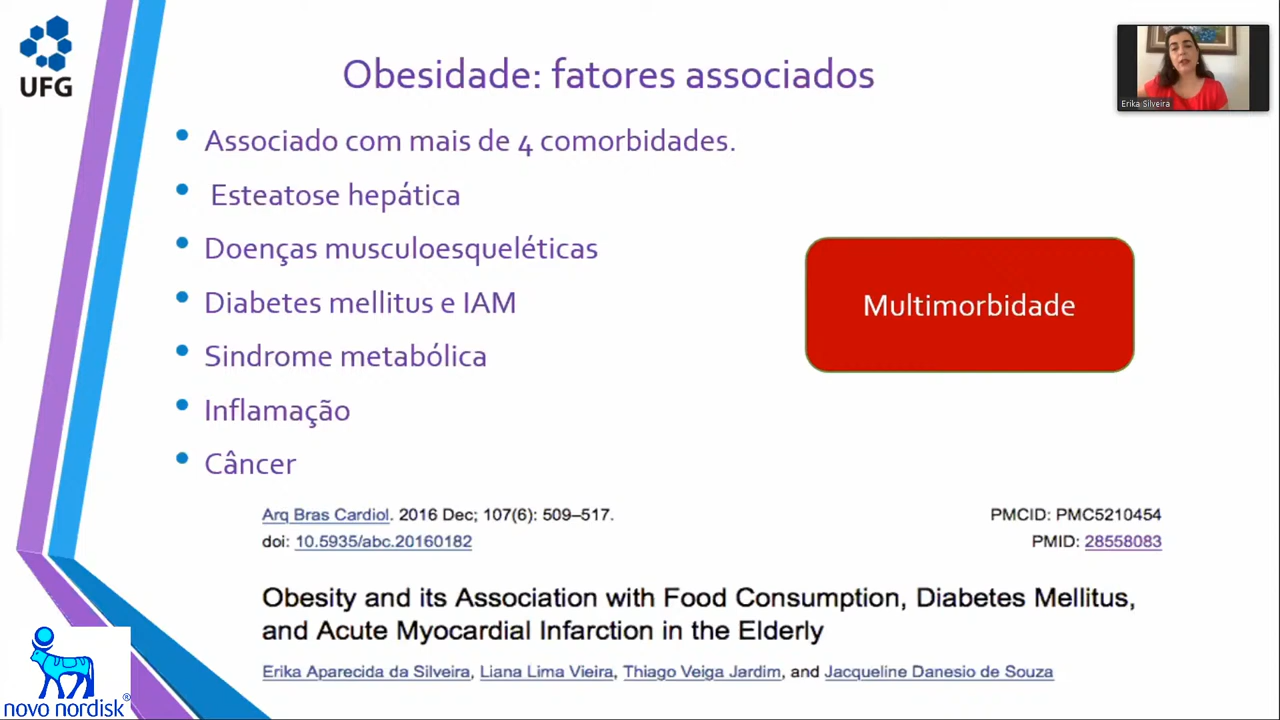 UFG
Obesidade: fatores associados
Erika Silveira
Associado com mais de 4 comorbidades.
Esteatose hepática
Doenças musculoesqueléticas
Diabetes mellitus e IAM
Sindrome metabólica
Inflamação
Câncer
Multimorbidade
Arq Bras Cardiol. 2016 Dec; 107(6): 509–517.
PMCID: PMC5210454
doi: 10.5935/abc.20160182
PMID: 28558083
Obesity and its Association with Food Consumption, Diabetes Mellitus,
and Acute Myocardial Infarction in the Elderly
Erika Aparecida da Silveira, Liana Lima Vieira, Thiago Veiga Jardim, and Jacqueline Danesio de Souza
novo nordisk®